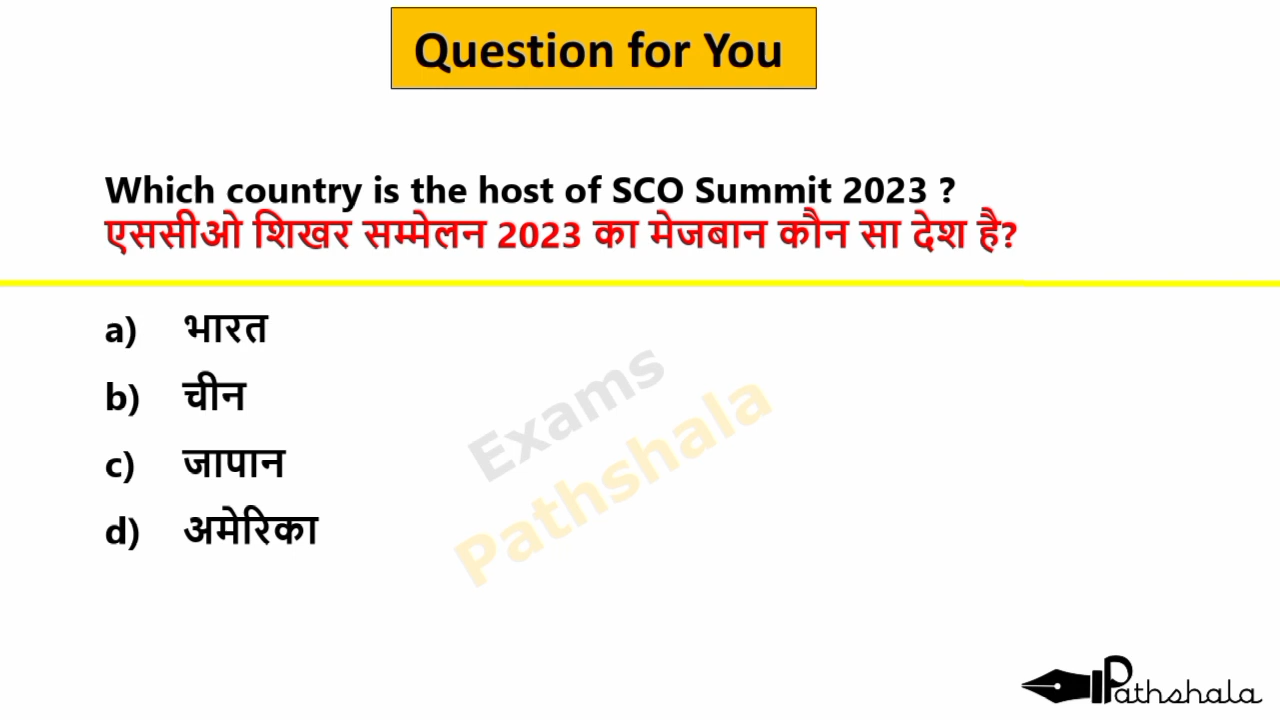 Question for You
Which country is the host of SCO Summit 2023 ?
एससीओ शिखर सम्मेलन 2023 का मेजबान कौन सा देश है?
a) भारत
b) चीन
c) जापान
d) अमेरिका
Exams
Pathshala
Pathshala